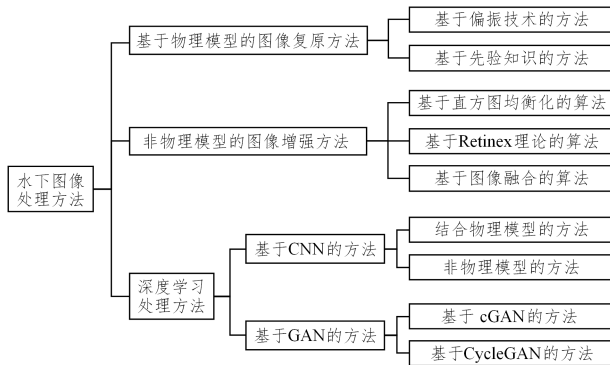 水下图像
处理方法
基于物理模型的图像复原方法
基于偏振技术的方法
基于先验知识的方法
非物理模型的图像增强方法
基于直方图均衡化的算法
基于Retinex理论的算法
基于图像融合的算法
深度学习
处理方法
基于CNN的方法
结合物理模型的方法
非物理模型的方法
基于GAN的方法
基于 cGAN的方法
基于CycleGAN的方法